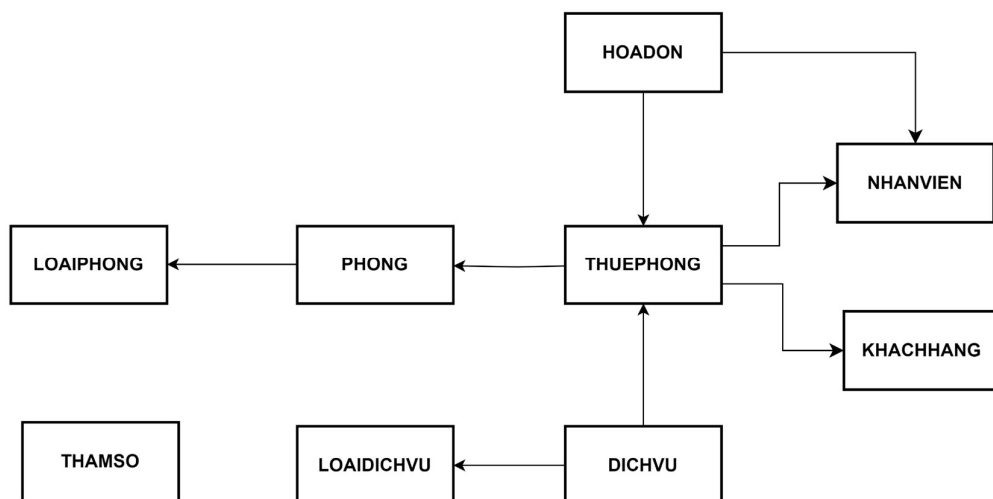 HOADON
NHANVIEN
LOAIPHONG
PHONG
THUEPHONG
KHACHHANG
THAMSO
LOAIDICHVU
DICHVU